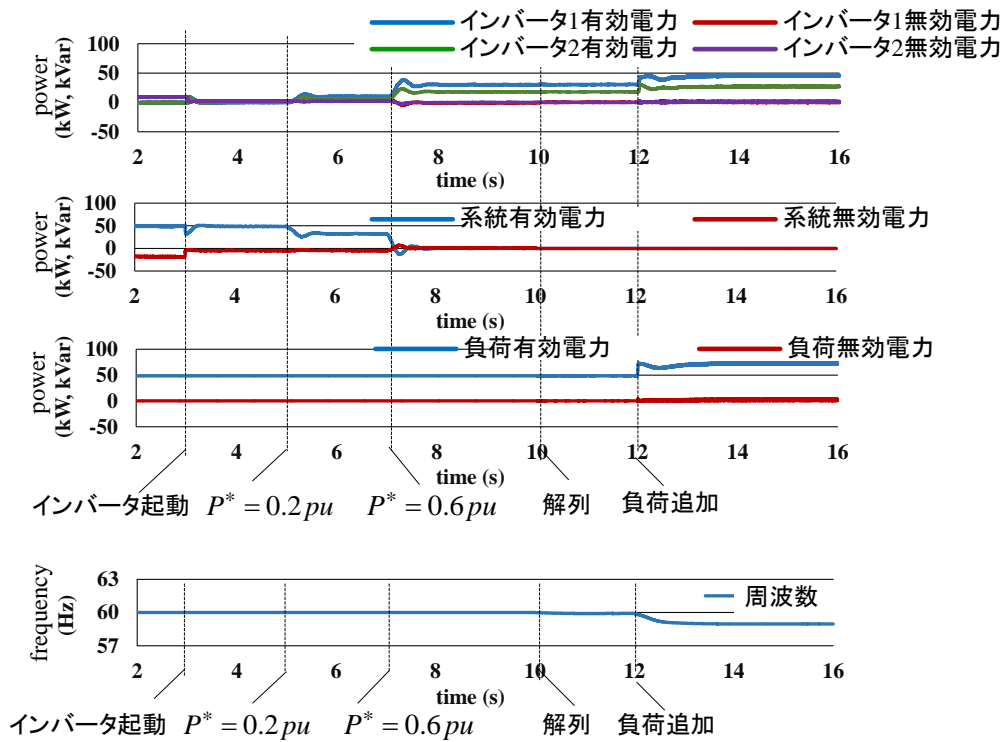 インバータ1有効電力 インバータ1無効電力
インバータ2有効電力 インバータ2無効電力
100
50
0
-50
power
(kW, kVar)
2 4 6 8 10 12 14 16
time (s)
系統有効電力 系統無効電力
100
50
0
-50
power
(kW, kVar)
2 4 6 8 10 12 14 16
time (s)
負荷有効電力 負荷無効電力
100
50
0
-50
power
(kW, kVar)
2 4 6 8 10 12 14 16
time (s)
インバータ起動 P* = 0.2 pu P* = 0.6 pu 解列 負荷追加
周波数
63
60
57
frequency
(Hz)
2 4 6 8 10 12 14 16
time (s)
インバータ起動 P* = 0.2 pu P* = 0.6 pu 解列 負荷追加